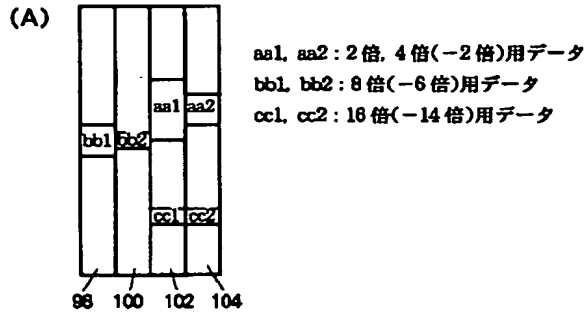 (A)
aa1, aa2 : 2倍, 4倍(−2倍)用データ
bb1, bb2 : 8倍(−6倍)用データ
cc1, cc2 : 16倍(−14倍)用データ
aa1 aa2
bb1 bb2
cc1 cc2
98 100 102 104